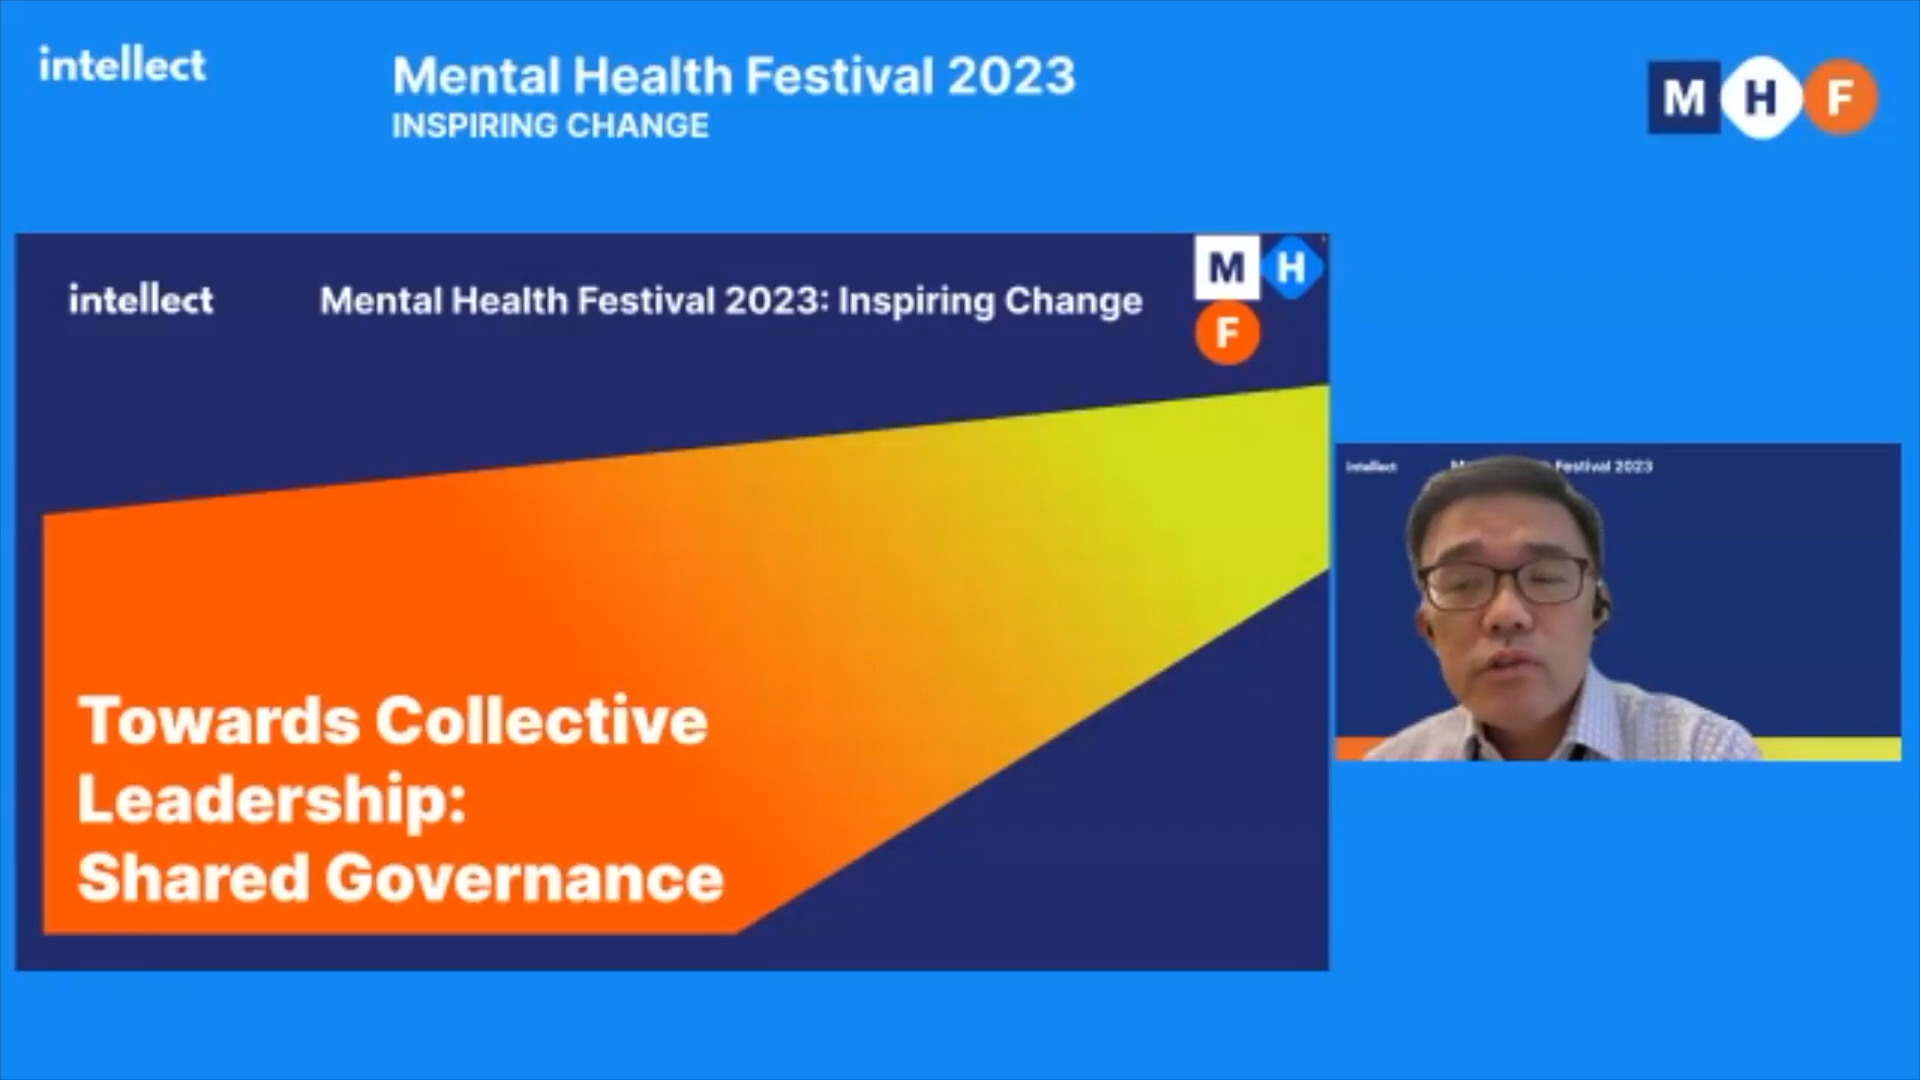 intellect
Mental Health Festival 2023
INSPIRING CHANGE
M H F
intellect
Mental Health Festival 2023: Inspiring Change
M H
F
Towards Collective
Leadership:
Shared Governance
intellect
Festival 2023